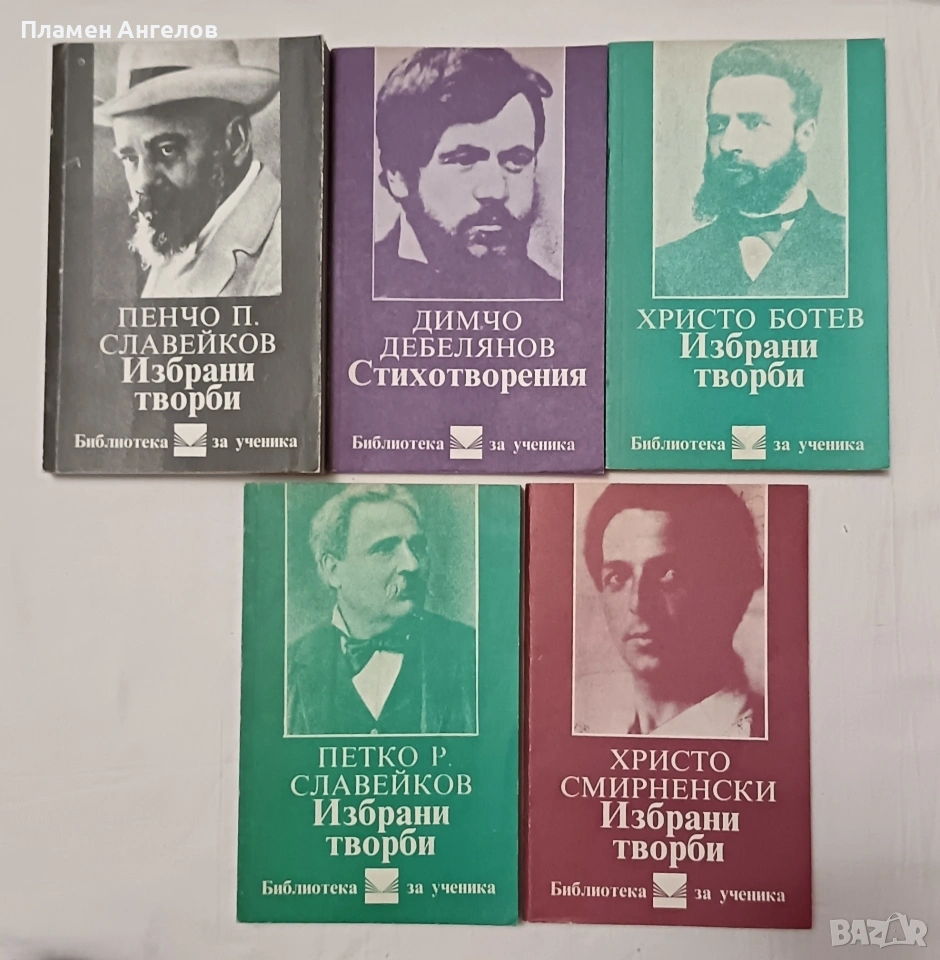 Пламен Ангелов
ПЕНЧО П.
СЛАВЕЙКОВ
Избрани
творби
Библиотека за ученика
ДИМЧО
ДЕБЕЛЯНОВ
Стихотворения
Библиотека за ученика
ХРИСТО БОТЕВ
Избрани
творби
Библиотека за ученика
ПЕТКО Р.
СЛАВЕЙКОВ
Избрани
творби
Библиотека за ученика
ХРИСТО
СМИРНЕНСКИ
Избрани
творби
Библиотека за ученика
BAZAR